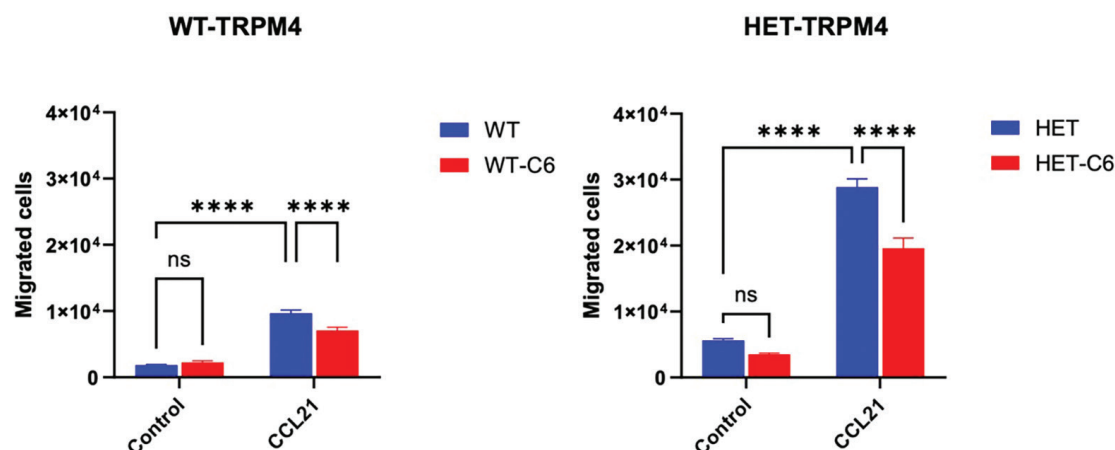 WT-TRPM4
4×10⁴
3×10⁴
2×10⁴
1×10⁴
0
Migrated cells
ns
****
****
Control
CCL21
WT
WT-C6
HET-TRPM4
4×10⁴
3×10⁴
2×10⁴
1×10⁴
0
Migrated cells
ns
****
****
Control
CCL21
HET
HET-C6